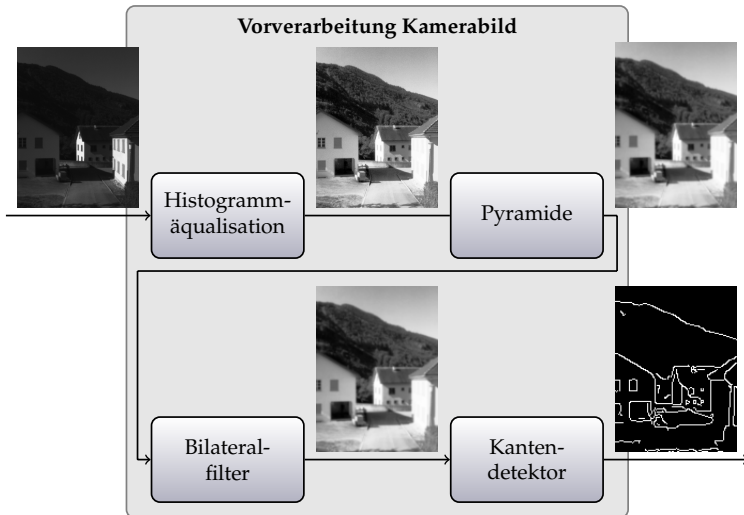 Vorverarbeitung Kamerabild
Histogramm-
äqualisation
Pyramide
Bilateral-
filter
Kanten-
detektor